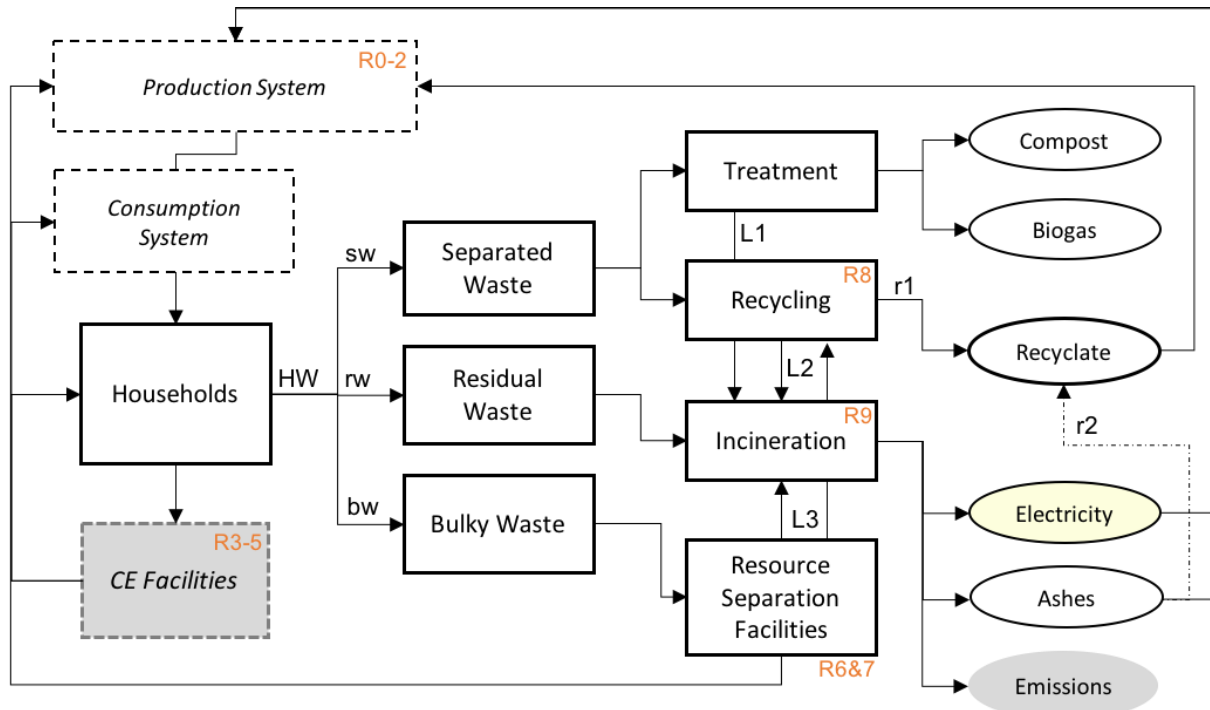 R0-2
Production System
Consumption
System
Households
HW
R3-5
CE Facilities
sw
rw
bw
Separated
Waste
Residual
Waste
Bulky Waste
Treatment
L1
R8
Recycling
L2
R9
Incineration
L3
Resource
Separation
Facilities
R6&7
r1
r2
Compost
Biogas
Recyclate
Electricity
Ashes
Emissions